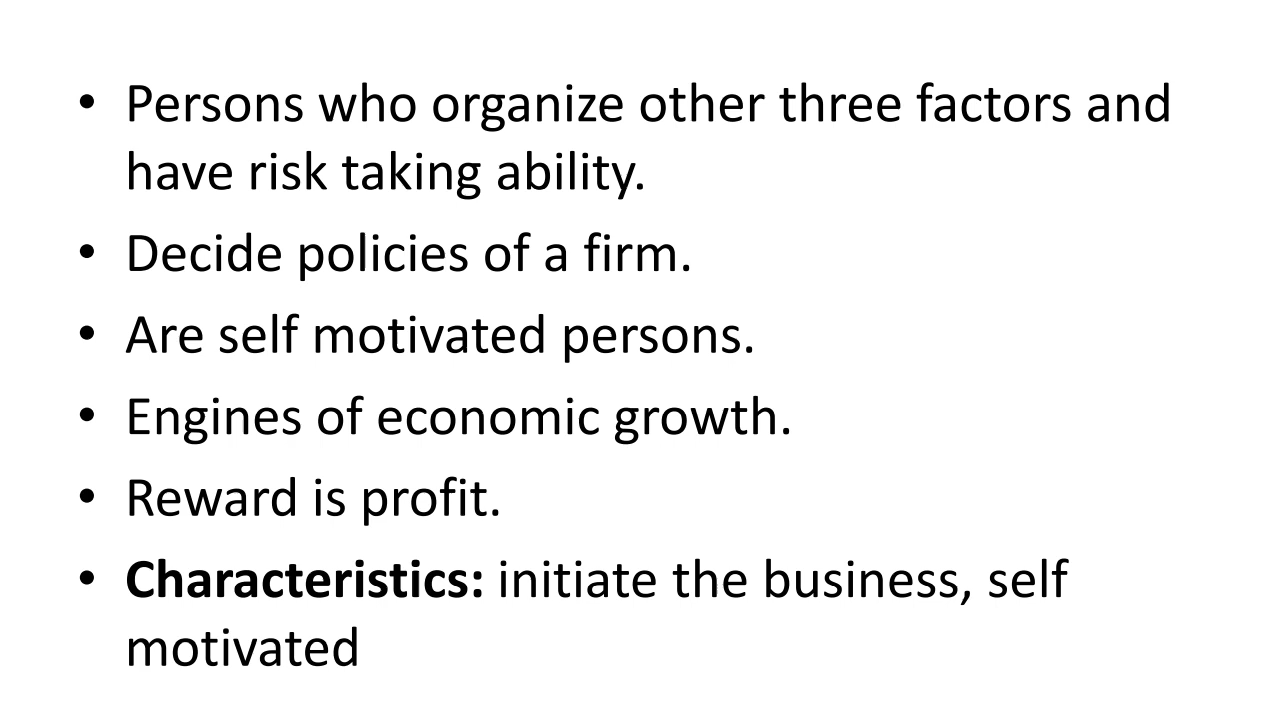 • Persons who organize other three factors and
have risk taking ability.
• Decide policies of a firm.
• Are self motivated persons.
• Engines of economic growth.
• Reward is profit.
• Characteristics: initiate the business, self
motivated